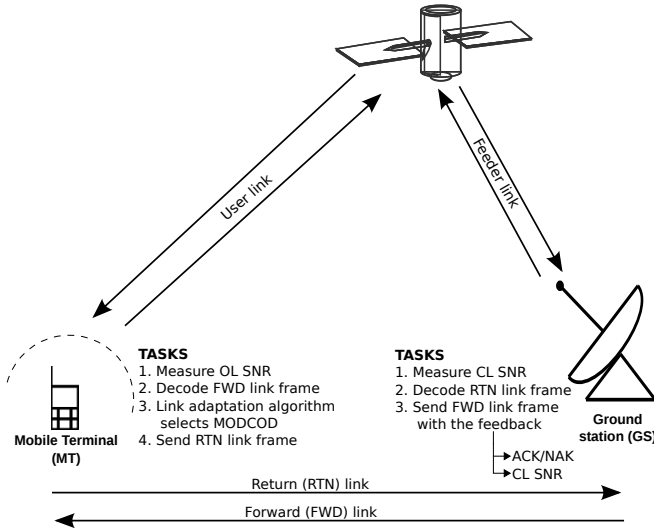 User link
Feeder link
TASKS
1. Measure OL SNR
2. Decode FWD link frame
3. Link adaptation algorithm
selects MODCOD
4. Send RTN link frame
Mobile Terminal
(MT)
TASKS
1. Measure CL SNR
2. Decode RTN link frame
3. Send FWD link frame
with the feedback
ACK/NAK
CL SNR
Ground
station (GS)
Return (RTN) link
Forward (FWD) link